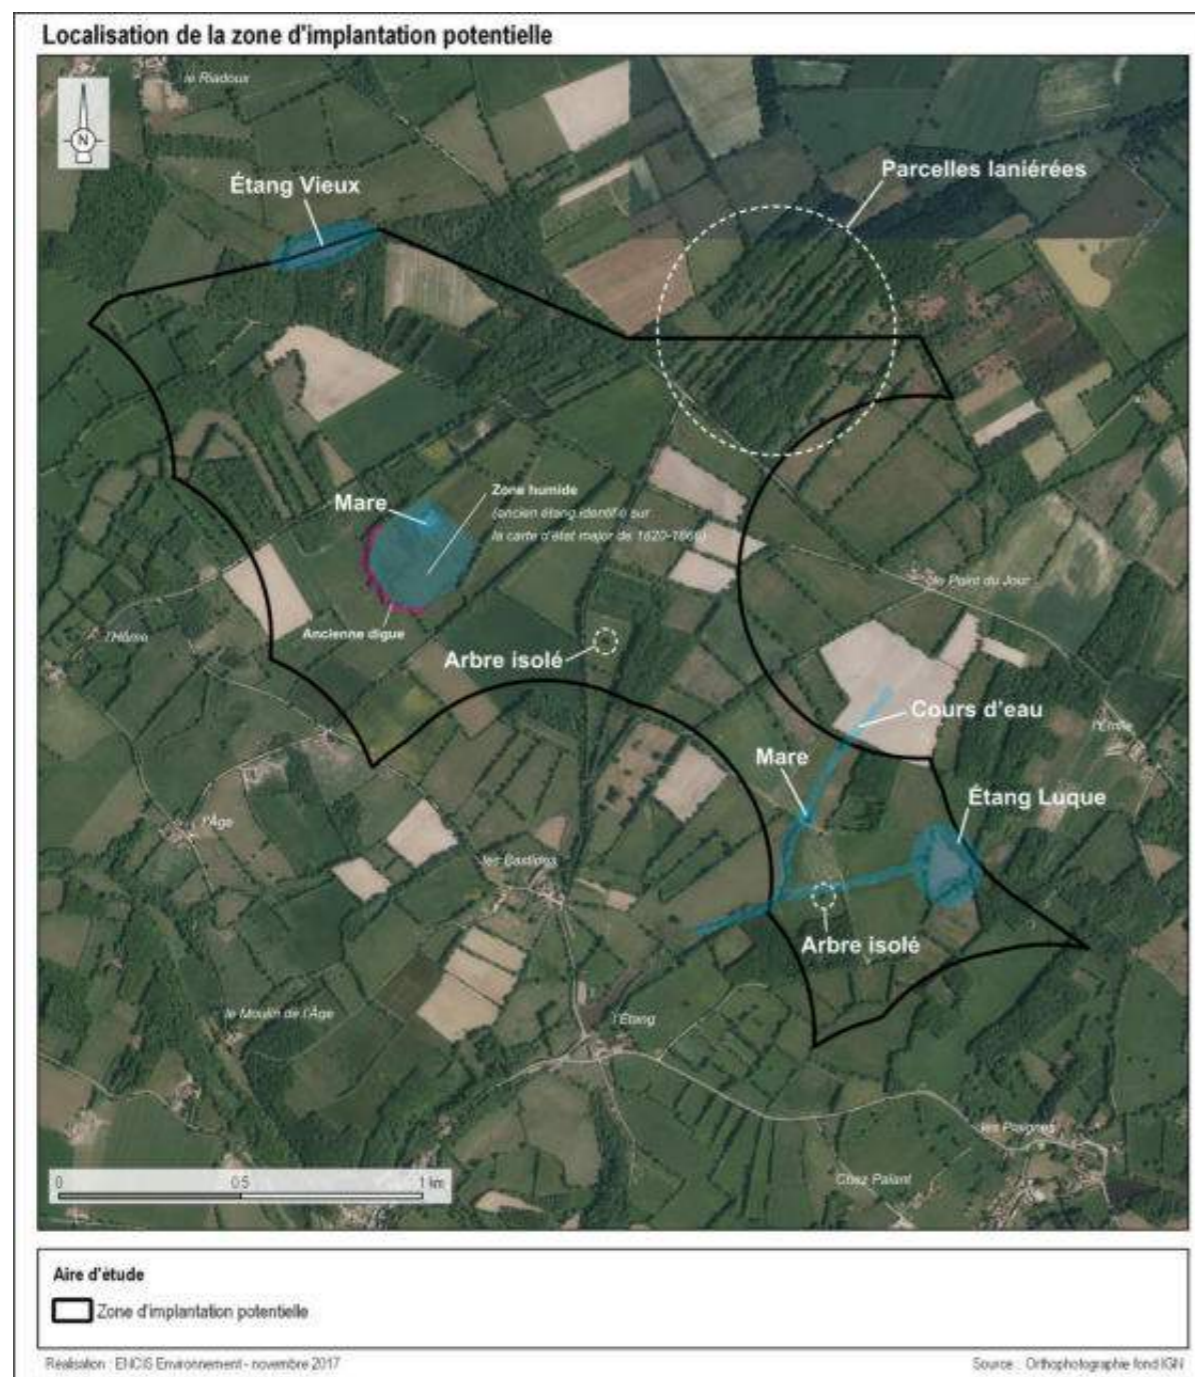 Localisation de la zone d'implantation potentielle
le Riadoux
N
Étang Vieux
Parcelles laniérées
Mare
Zone humide
(ancien étang identifié sur
la carte d'état major de 1820-1866)
le Point du Jour
l'Hâme
Ancienne digue
Arbre isolé
Cours d'eau
l'Étoile
Mare
Étang Luque
l'Âge
les Bastides
Arbre isolé
le Moulin de l'Âge
l'Étang
les Poignes
Chez Palant
0
0.5
1 km
Aire d'étude
Zone d'implantation potentielle
Réalisation : ENCIS Environnement - novembre 2017
Source : Orthophotographie fond IGN